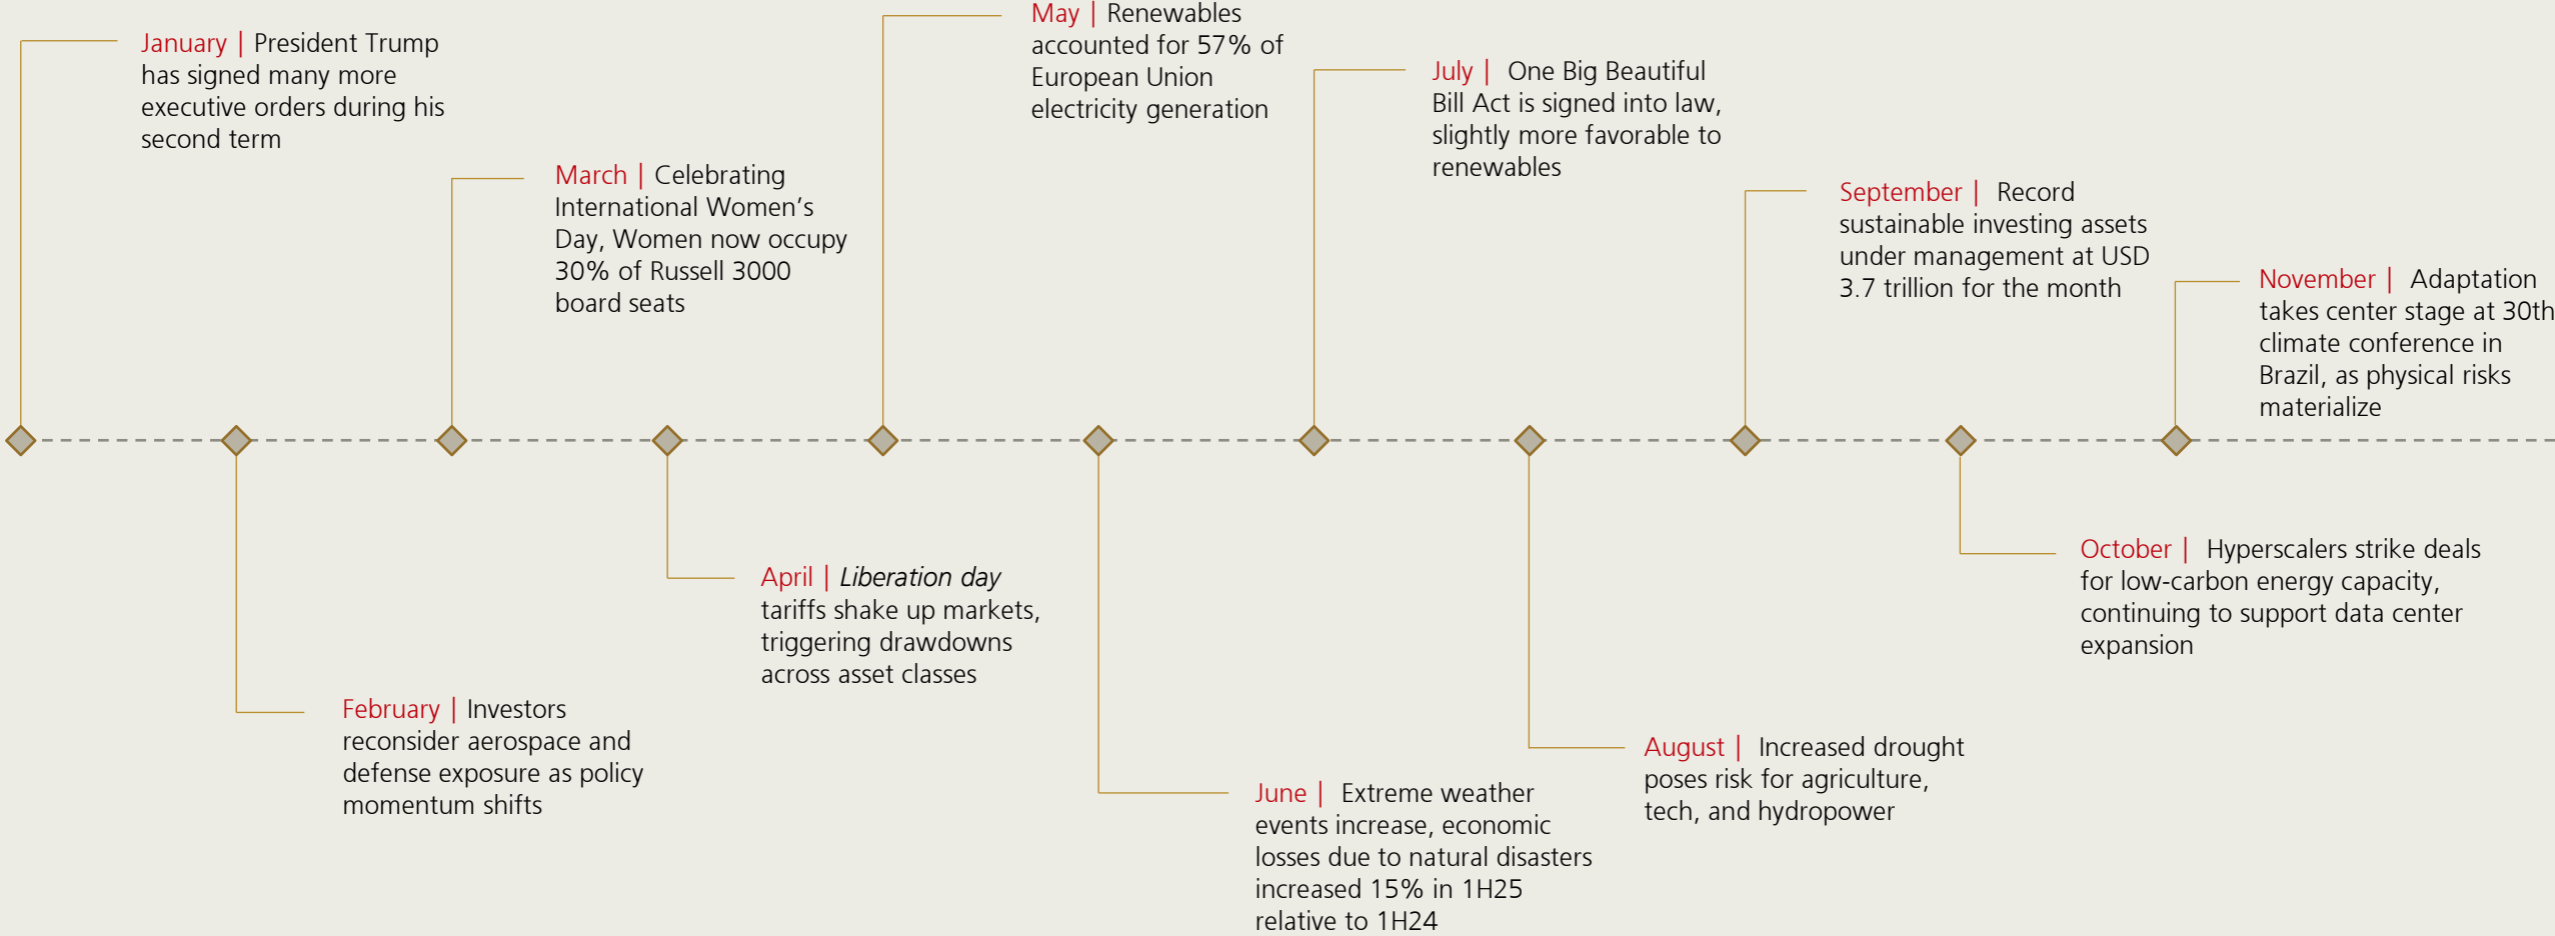 January | President Trump
has signed many more
executive orders during his
second term
February | Investors
reconsider aerospace and
defense exposure as policy
momentum shifts
March | Celebrating
International Women’s
Day, Women now occupy
30% of Russell 3000
board seats
April | Liberation day
tariffs shake up markets,
triggering drawdowns
across asset classes
May | Renewables
accounted for 57% of
European Union
electricity generation
June | Extreme weather
events increase, economic
losses due to natural disasters
increased 15% in 1H25
relative to 1H24
July | One Big Beautiful
Bill Act is signed into law,
slightly more favorable to
renewables
August | Increased drought
poses risk for agriculture,
tech, and hydropower
September | Record
sustainable investing assets
under management at USD
3.7 trillion for the month
October | Hyperscalers strike deals
for low-carbon energy capacity,
continuing to support data center
expansion
November | Adaptation
takes center stage at 30th
climate conference in
Brazil, as physical risks
materialize